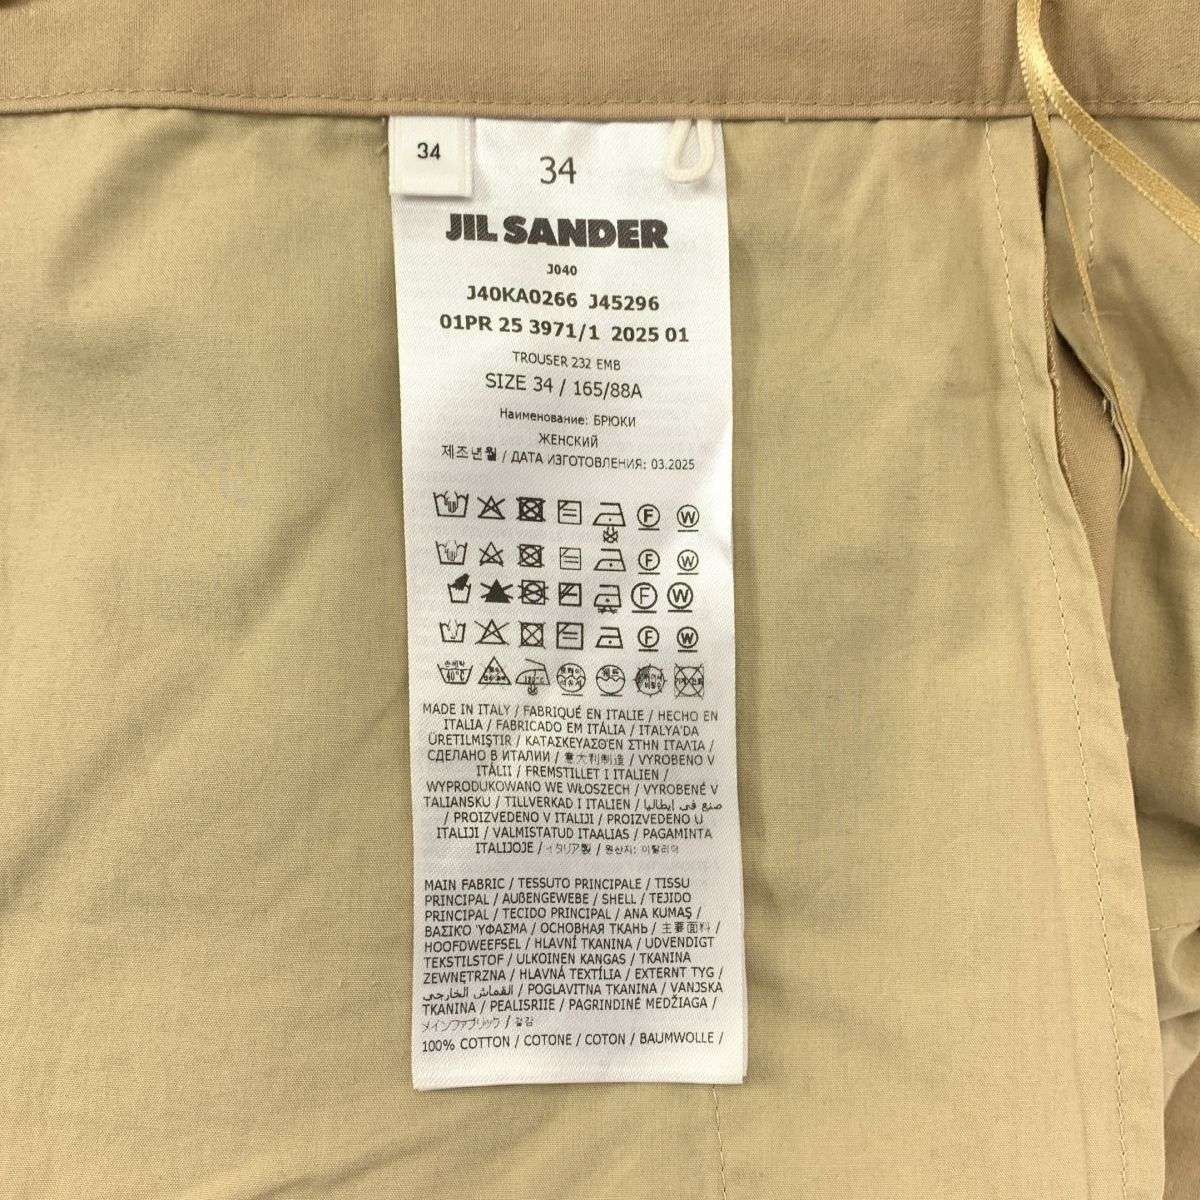 34
34
JIL SANDER
J040
J40KA0266 J45296
01PR 25 3971/1 2025 01
TROUSER 232 EMB
SIZE 34 / 165/88A
Наименование: БРЮКИ
ЖЕНСКИЙ
제조년월 / ДАТА ИЗГОТОВЛЕНИЯ: 03.2025
F W
F W
F W
F W
손세탁 40°C
MADE IN ITALY / FABRIQUÉ EN ITALIE / HECHO EN
ITALIA / FABRICADO EM ITÁLIA / ITALYA'DA
ÜRETILMIŞTIR / ΚΑΤΑΣΚΕΥΑΣΘΕΝ ΣΤΗΝ ΙΤΑΛΙΑ /
СДЕЛАНО В ИТАЛИИ / 意大利制造 / VYROBENO V
ITÁLII / FREMSTILLET I ITALIEN /
WYPRODUKOWANO WE WŁOSZECH / VYROBENÉ V
TALIANSKU / TILLVERKAD I ITALIEN / صنع في إيطاليا
/ PROIZVEDENO V ITALIJI / PROIZVEDENO U
ITALIJI / VALMISTATUD ITAALIAS / PAGAMINTA
ITALIJOJE / イタリア製 / 원산지: 이탈리아
MAIN FABRIC / TESSUTO PRINCIPALE / TISSU
PRINCIPAL / AUßENGEWEBE / SHELL / TEJIDO
PRINCIPAL / TECIDO PRINCIPAL / ANA KUMAŞ /
ΒΑΣΙΚΌ ΎΦΑΣΜΑ / ОСНОВНАЯ ТКАНЬ / 主要面料 /
HOOFDWEEFSEL / HLAVNÍ TKANINA / UDVENDIGT
TEKSTILSTOF / ULKOINEN KANGAS / TKANINA
ZEWNĘTRZNA / HLAVNÁ TEXTÍLIA / EXTERNT TYG /
القماش الخارجي / POGLAVITNA TKANINA / VANJSKA
TKANINA / PEALISRIIE / PAGRINDINĖ MEDŽIAGA /
メインファブリック / 겉감
100% COTTON / COTONE / COTON / BAUMWOLLE /